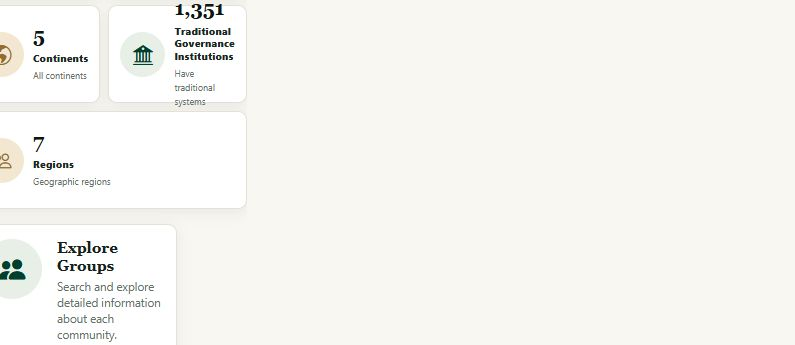 5
Continents
All continents
1,351
Traditional
Governance
Institutions
Have
traditional
systems
7
Regions
Geographic regions
Explore
Groups
Search and explore
detailed information
about each
community.